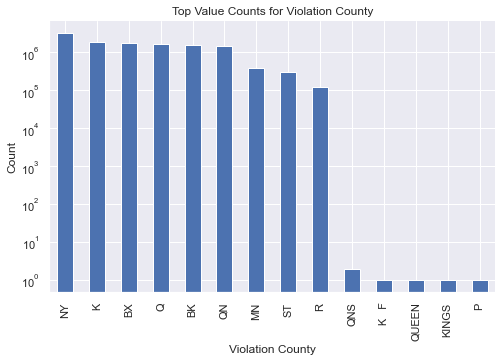 Top Value Counts for Violation County
Count
10^6
10^5
10^4
10^3
10^2
10^1
10^0
NY
K
BX
Q
BK
QN
MN
ST
R
QNS
K   F
QUEEN
KINGS
P
Violation County